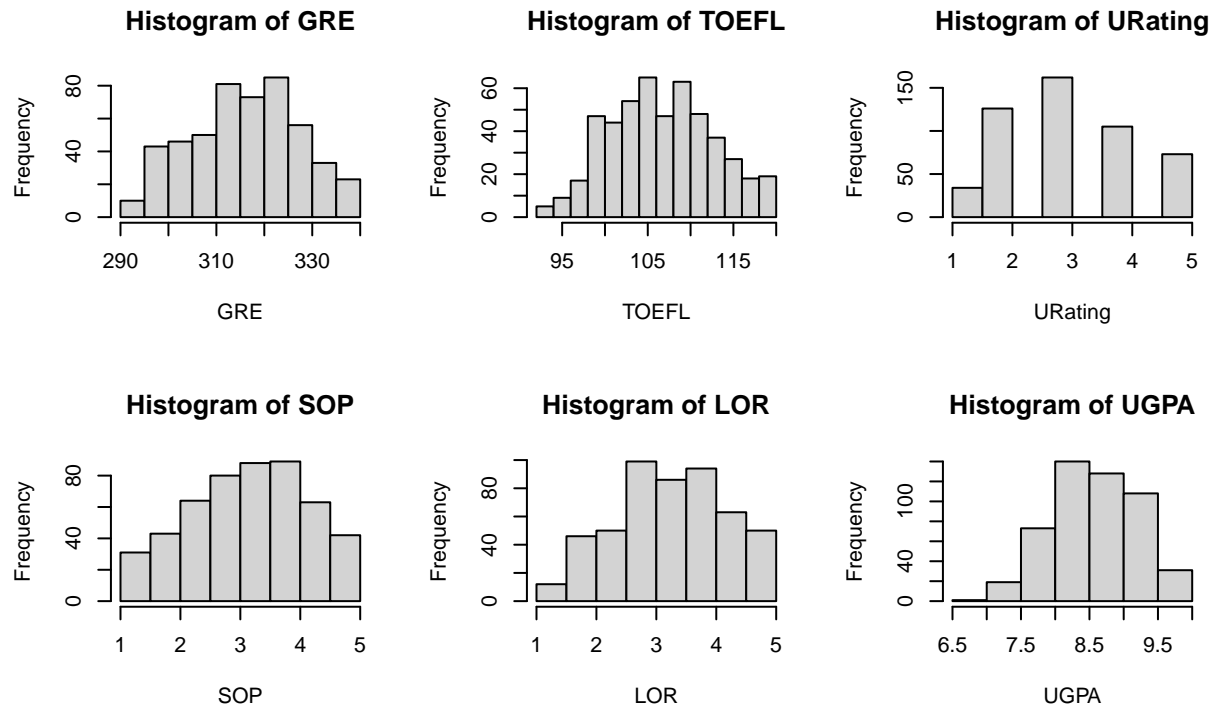 Histogram of GRE
Frequency
0 40 80
290 310 330
GRE
Histogram of TOEFL
Frequency
0 20 40 60
95 105 115
TOEFL
Histogram of URating
Frequency
0 50 150
1 2 3 4 5
URating
Histogram of SOP
Frequency
0 40 80
1 2 3 4 5
SOP
Histogram of LOR
Frequency
0 40 80
1 2 3 4 5
LOR
Histogram of UGPA
Frequency
0 40 100
6.5 7.5 8.5 9.5
UGPA